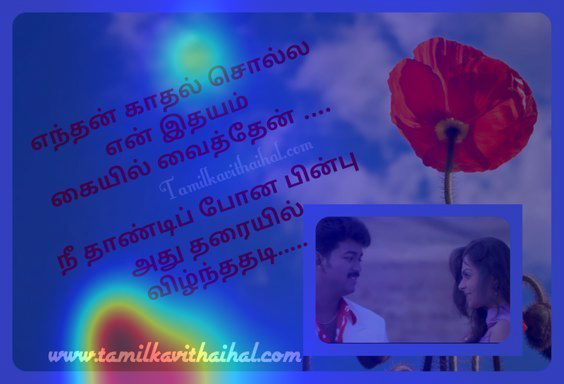 எந்தன் காதல் சொல்ல
என் இதயம்
கையில் வைத்தேன் ....
Tamilkavithaihal.com
நீ தாண்டிப் போன பின்பு
அது தரையில்
விழ்ந்ததடி.....
www.tamilkavithaihal.com